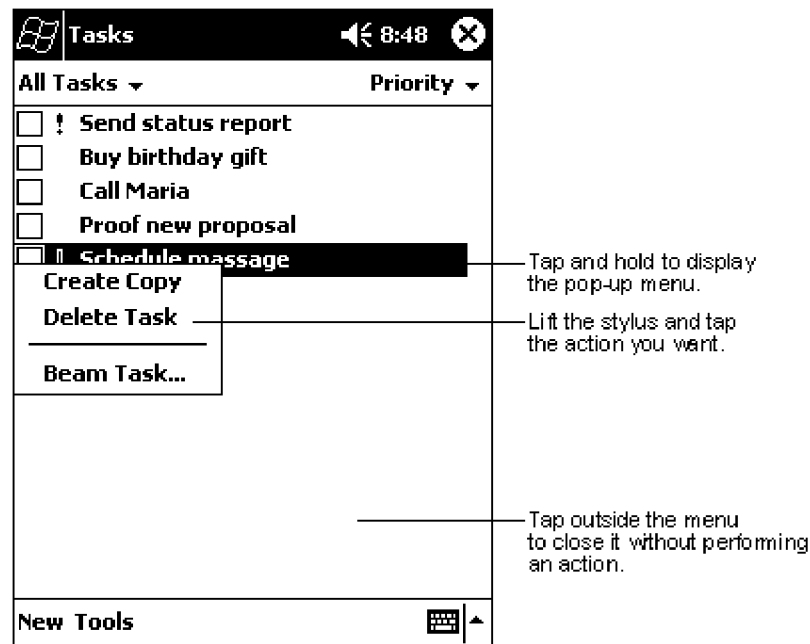 Tasks 8:48
All Tasks Priority
! Send status report
Buy birthday gift
Call Maria
Proof new proposal
Schedule massage
Create Copy
Delete Task
Beam Task...
Tap and hold to display
the pop-up menu.
Lift the stylus and tap
the action you want.
Tap outside the menu
to close it without performing
an action.
New Tools